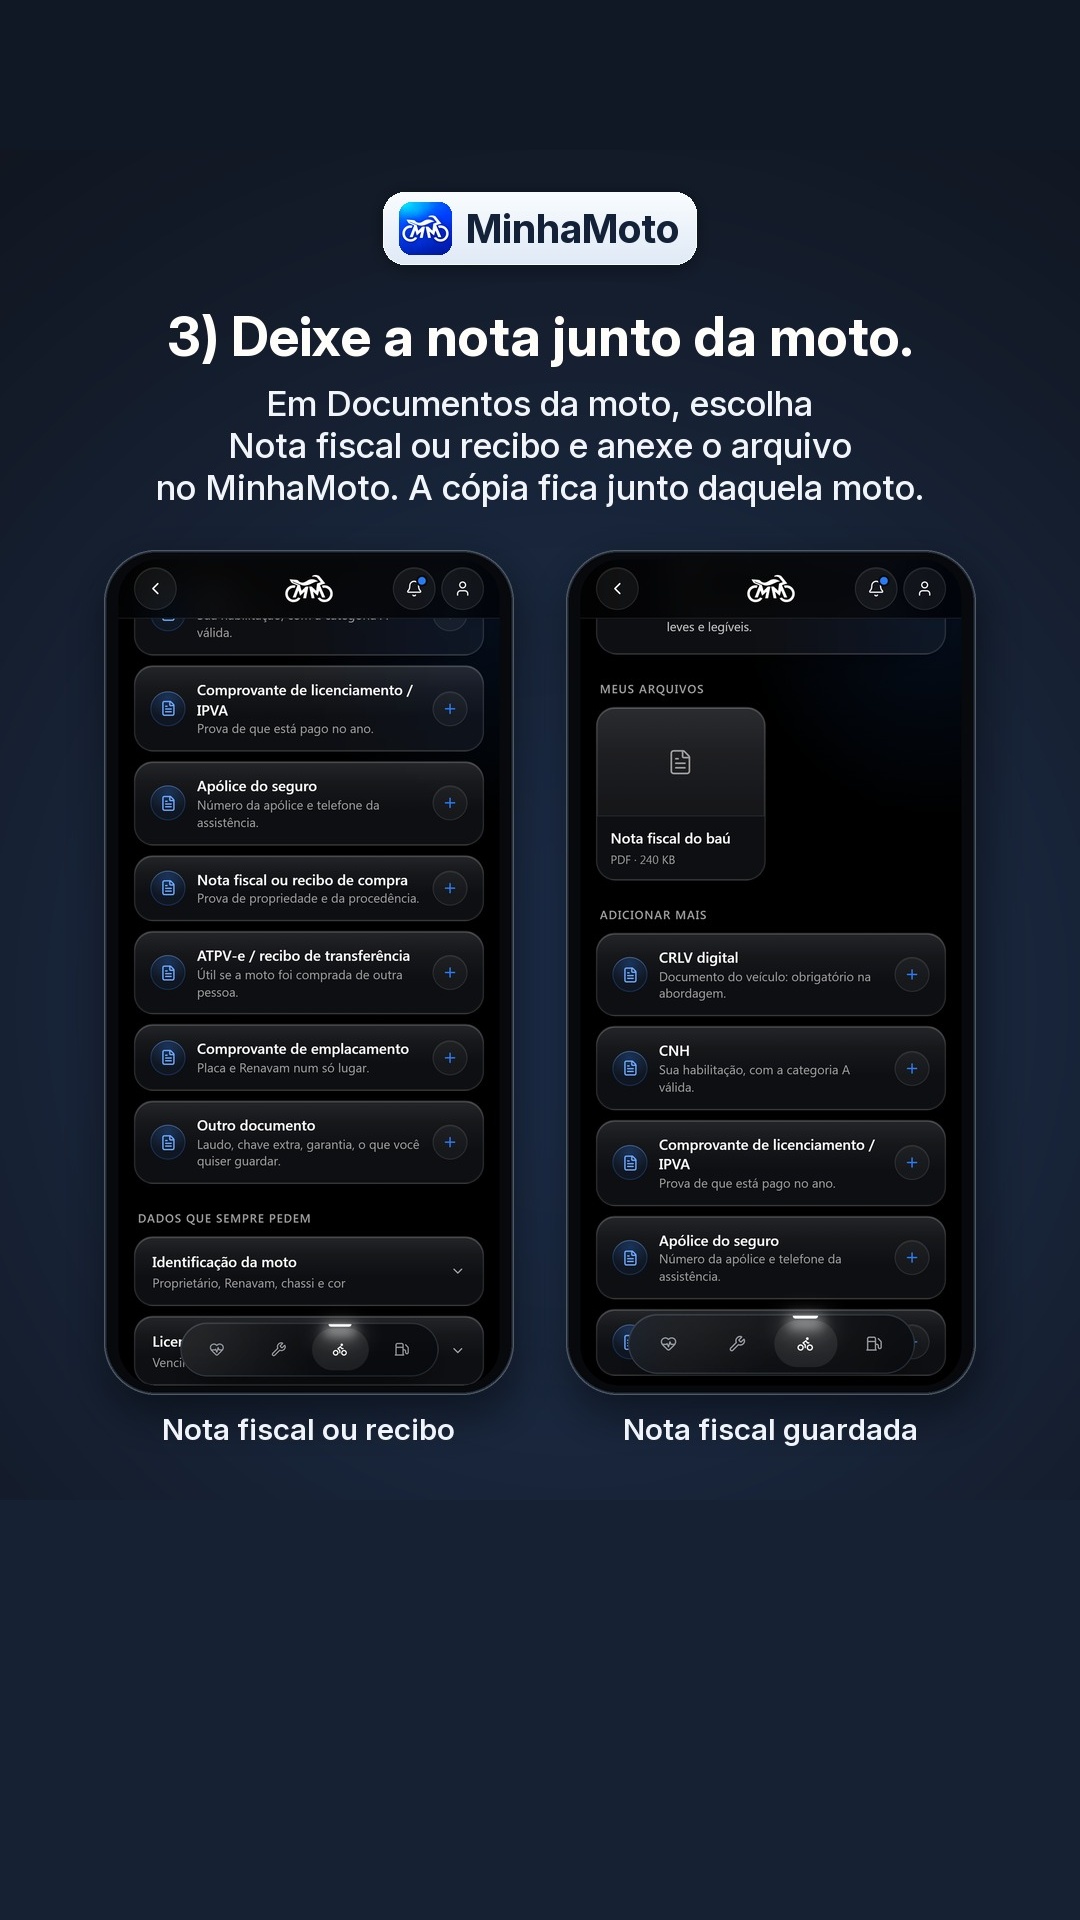 MinhaMoto
3) Deixe a nota junto da moto.
Em Documentos da moto, escolha
Nota fiscal ou recibo e anexe o arquivo
no MinhaMoto. A cópia fica junto daquela moto.
válida.
Comprovante de licenciamento /
IPVA
Prova de que está pago no ano.
Apólice do seguro
Número da apólice e telefone da
assistência.
Nota fiscal ou recibo de compra
Prova de propriedade e da procedência.
ATPV-e / recibo de transferência
Útil se a moto foi comprada de outra
pessoa.
Comprovante de emplacamento
Placa e Renavam num só lugar.
Outro documento
Laudo, chave extra, garantia, o que você
quiser guardar.
DADOS QUE SEMPRE PEDEM
Identificação da moto
Proprietário, Renavam, chassi e cor
Nota fiscal ou recibo
leves e legíveis.
MEUS ARQUIVOS
Nota fiscal do baú
PDF · 240 KB
ADICIONAR MAIS
CRLV digital
Documento do veículo: obrigatório na
abordagem.
CNH
Sua habilitação, com a categoria A
válida.
Comprovante de licenciamento /
IPVA
Prova de que está pago no ano.
Apólice do seguro
Número da apólice e telefone da
assistência.
Nota fiscal guardada